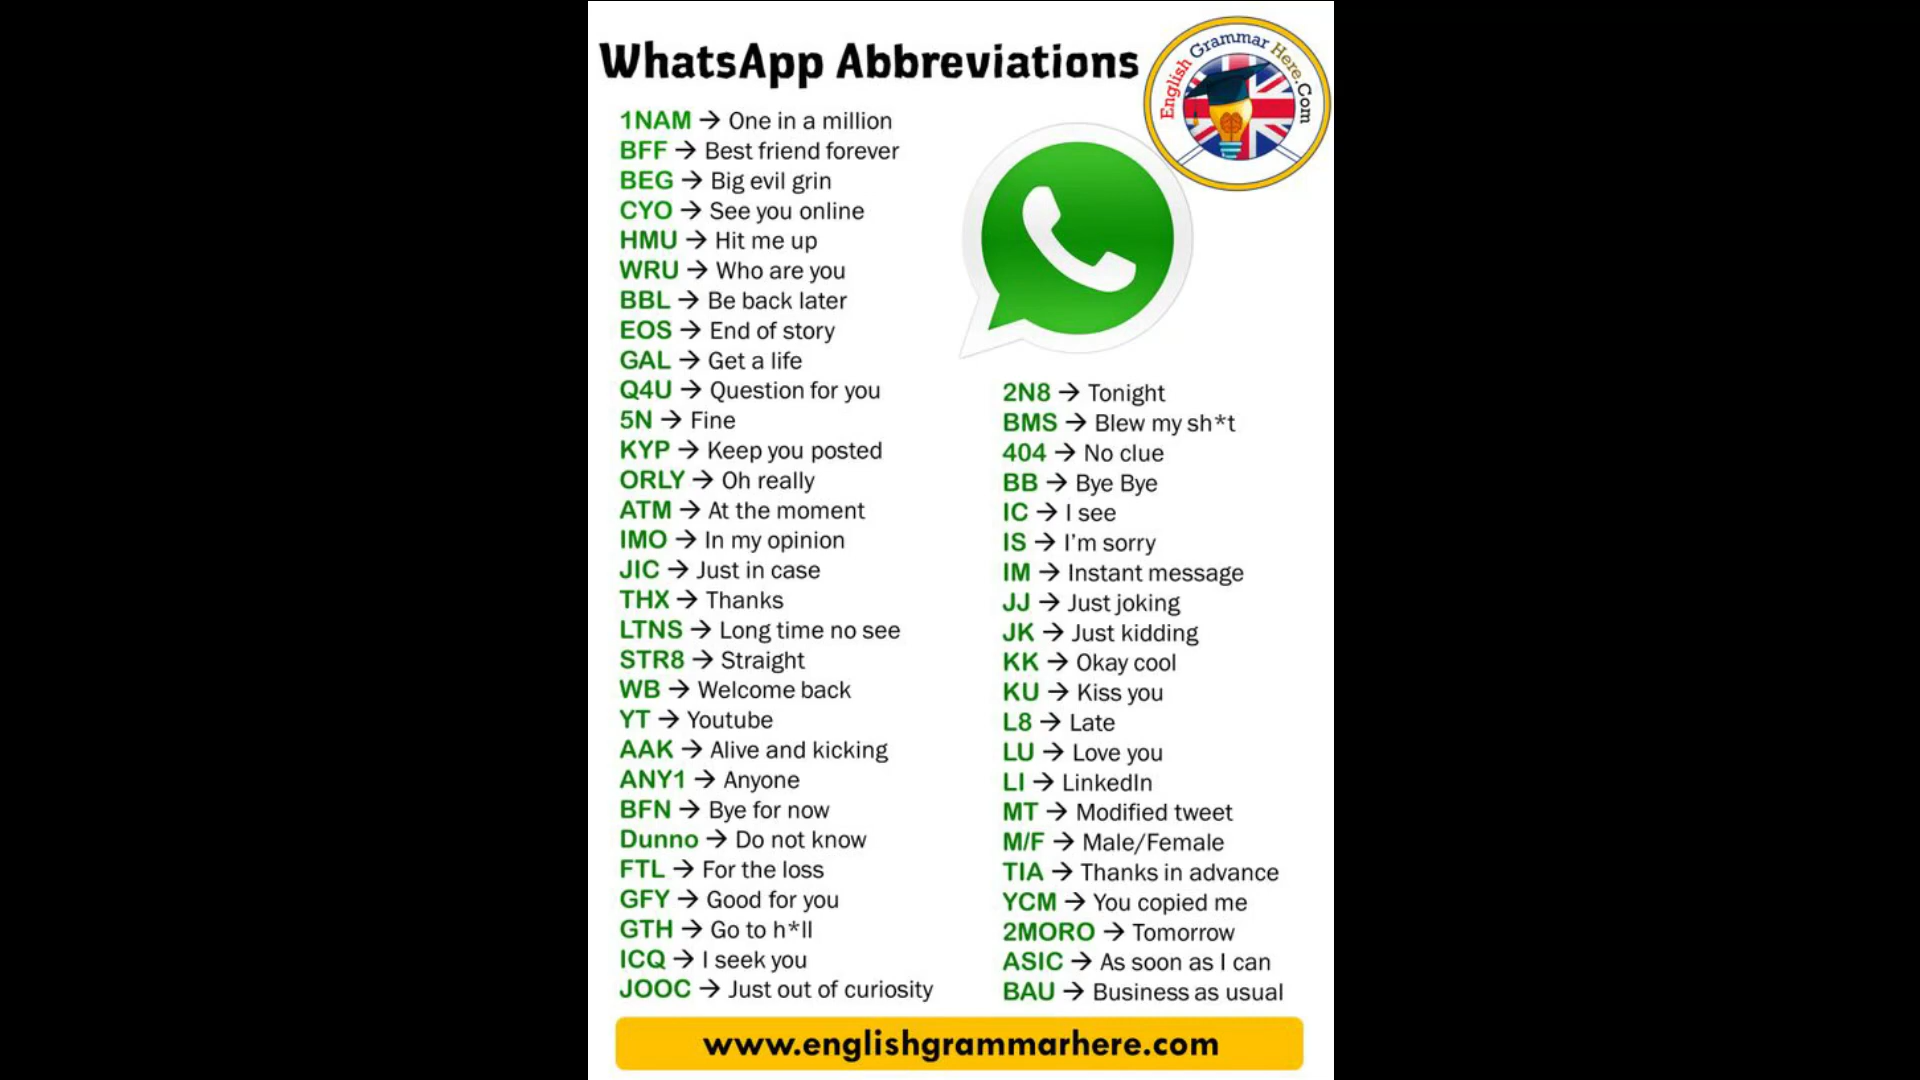 WhatsApp Abbreviations
English Grammar Here.Com
1NAM → One in a million
BFF → Best friend forever
BEG → Big evil grin
CYO → See you online
HMU → Hit me up
WRU → Who are you
BBL → Be back later
EOS → End of story
GAL → Get a life
Q4U → Question for you
5N → Fine
KYP → Keep you posted
ORLY → Oh really
ATM → At the moment
IMO → In my opinion
JIC → Just in case
THX → Thanks
LTNS → Long time no see
STR8 → Straight
WB → Welcome back
YT → Youtube
AAK → Alive and kicking
ANY1 → Anyone
BFN → Bye for now
Dunno → Do not know
FTL → For the loss
GFY → Good for you
GTH → Go to h*ll
ICQ → I seek you
JOOC → Just out of curiosity
2N8 → Tonight
BMS → Blew my sh*t
404 → No clue
BB → Bye Bye
IC → I see
IS → I'm sorry
IM → Instant message
JJ → Just joking
JK → Just kidding
KK → Okay cool
KU → Kiss you
L8 → Late
LU → Love you
LI → LinkedIn
MT → Modified tweet
M/F → Male/Female
TIA → Thanks in advance
YCM → You copied me
2MORO → Tomorrow
ASIC → As soon as I can
BAU → Business as usual
www.englishgrammarhere.com